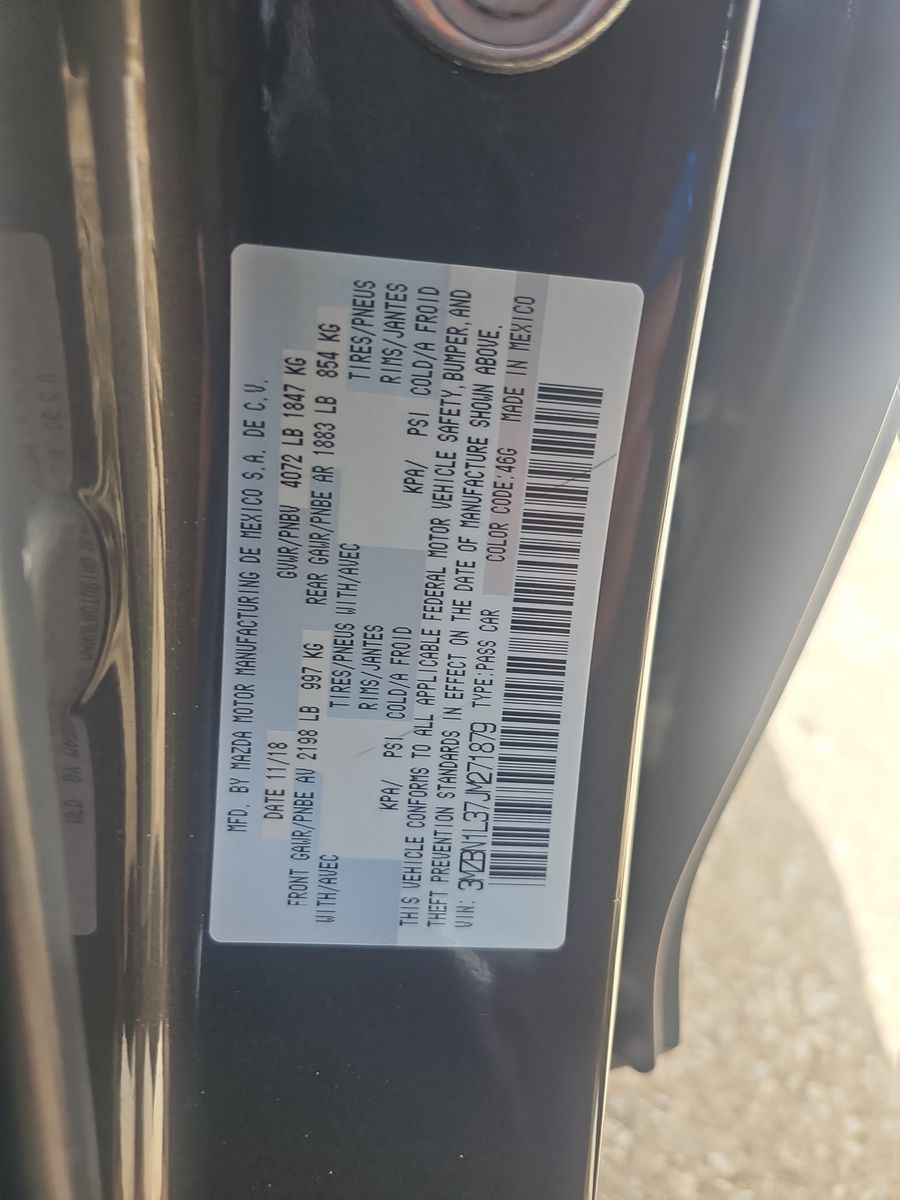 MFD. BY MAZDA MOTOR MANUFACTURING DE MEXICO S.A. DE C.V.
DATE 11/18 GVWR/PNBV 4072 LB 1847 KG
FRONT GAWR/PNBE AV 2198 LB 997 KG REAR GAWR/PNBE AR 1883 LB 854 KG
WITH/AVEC TIRES/PNEUS WITH/AVEC TIRES/PNEUS
RIMS/JANTES RIMS/JANTES
KPA/ PSI COLD/A FROID KPA/ PSI COLD/A FROID
THIS VEHICLE CONFORMS TO ALL APPLICABLE FEDERAL MOTOR VEHICLE SAFETY, BUMPER, AND
THEFT PREVENTION STANDARDS IN EFFECT ON THE DATE OF MANUFACTURE SHOWN ABOVE.
VIN: 3MZBN1L37JM271879 TYPE:PASS CAR COLOR CODE:46G MADE IN MEXICO